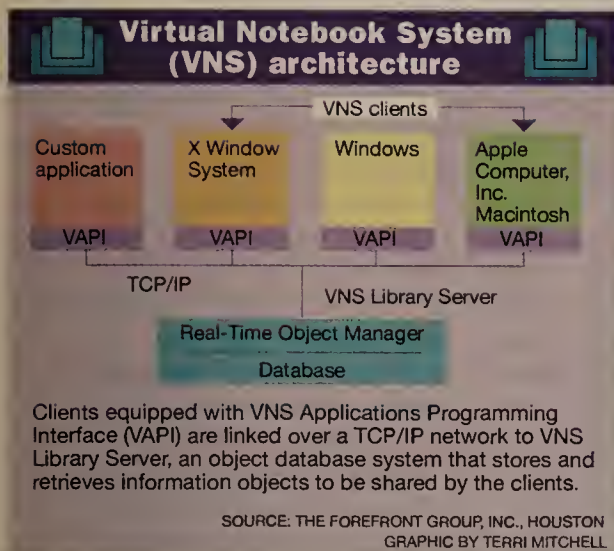 Virtual Notebook System
(VNS) architecture
VNS clients
Custom
application
X Window
System
Windows
Apple
Computer,
Inc.
Macintosh
VAPI
VAPI
VAPI
VAPI
TCP/IP
VNS Library Server
Real-Time Object Manager
Database
Clients equipped with VNS Applications Programming
Interface (VAPI) are linked over a TCP/IP network to VNS
Library Server, an object database system that stores and
retrieves information objects to be shared by the clients.
SOURCE: THE FOREFRONT GROUP, INC., HOUSTON
GRAPHIC BY TERRI MITCHELL